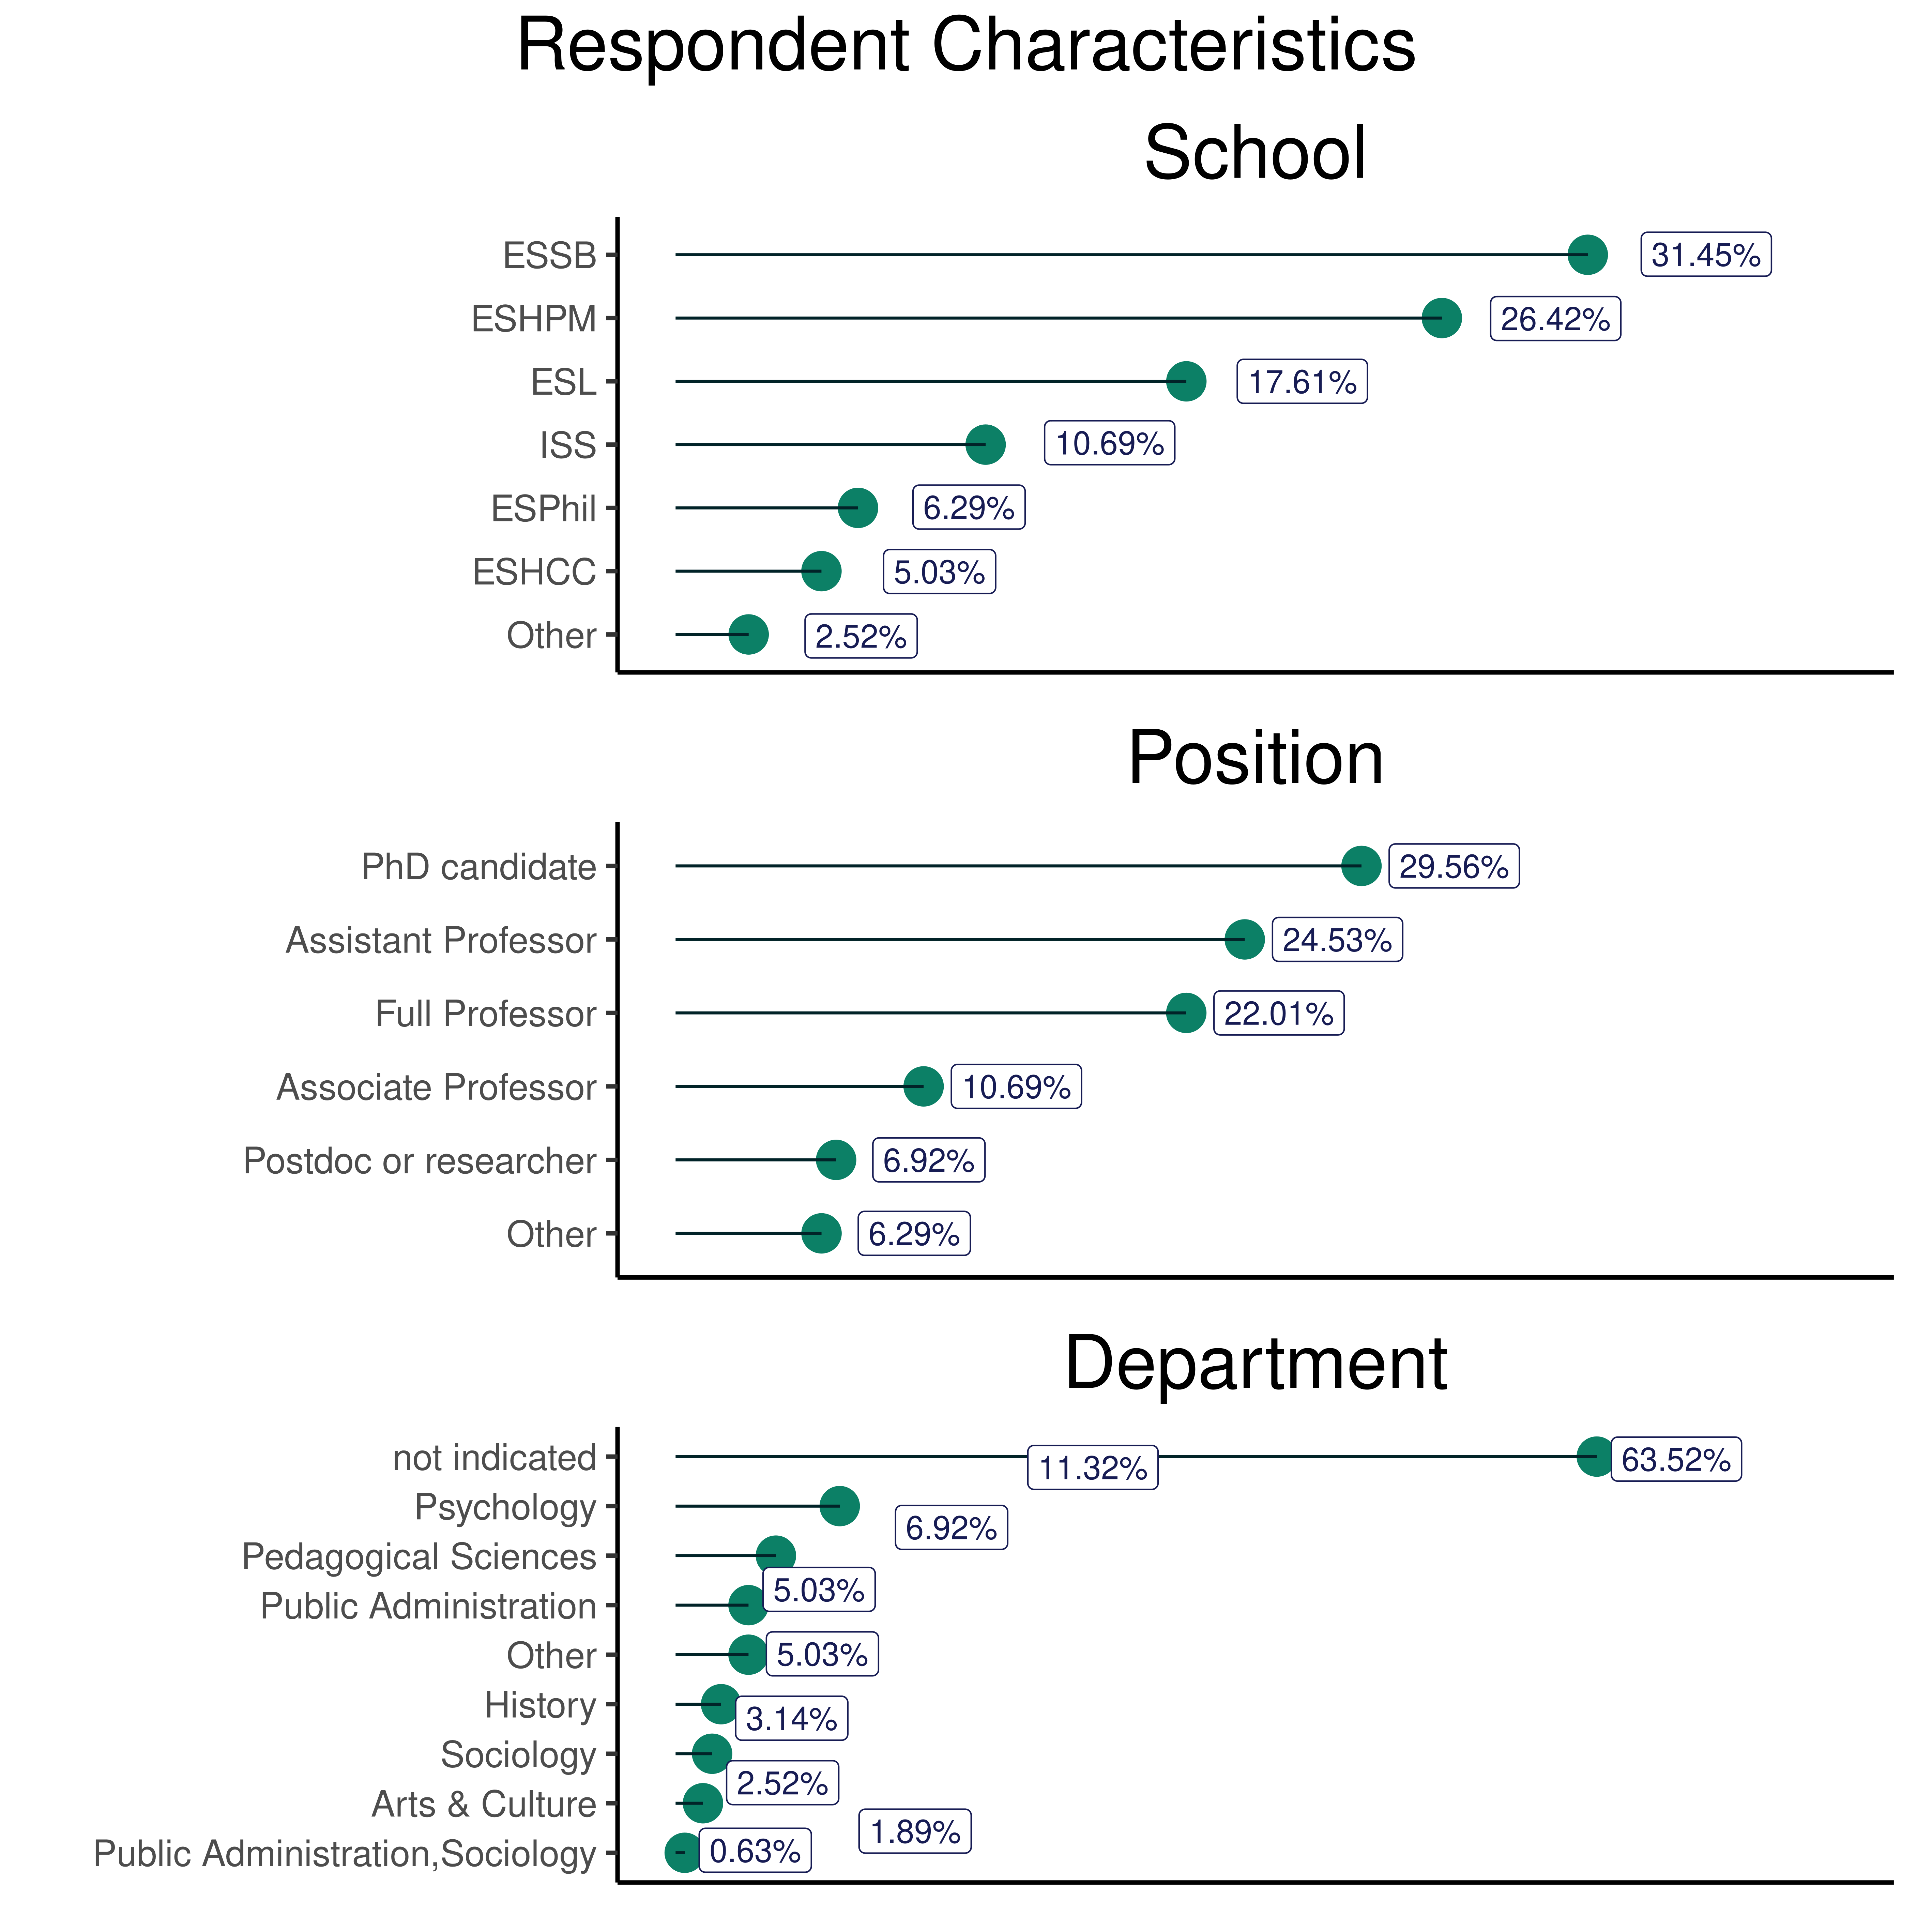 Respondent Characteristics
School
ESSB 31.45%
ESHPM 26.42%
ESL 17.61%
ISS 10.69%
ESPhil 6.29%
ESHCC 5.03%
Other 2.52%
Position
PhD candidate 29.56%
Assistant Professor 24.53%
Full Professor 22.01%
Associate Professor 10.69%
Postdoc or researcher 6.92%
Other 6.29%
Department
not indicated 63.52%
Psychology 11.32%
Pedagogical Sciences 6.92%
Public Administration 5.03%
Other 5.03%
History 3.14%
Sociology 2.52%
Arts & Culture 1.89%
Public Administration,Sociology 0.63%